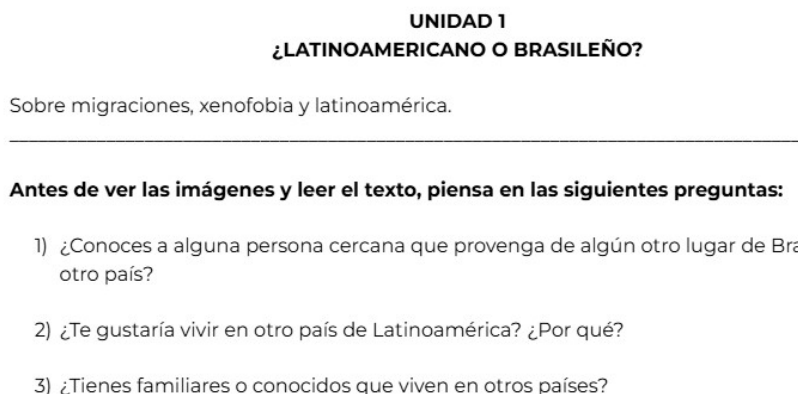 UNIDAD 1
¿LATINOAMERICANO O BRASILEÑO?
Sobre migraciones, xenofobia y latinoamérica.
Antes de ver las imágenes y leer el texto, piensa en las siguientes preguntas:
1) ¿Conoces a alguna persona cercana que provenga de algún otro lugar de
otro país?
2) ¿Te gustaría vivir en otro país de Latinoamérica? ¿Por qué?
3) ¿Tienes familiares o conocidos que viven en otros países?